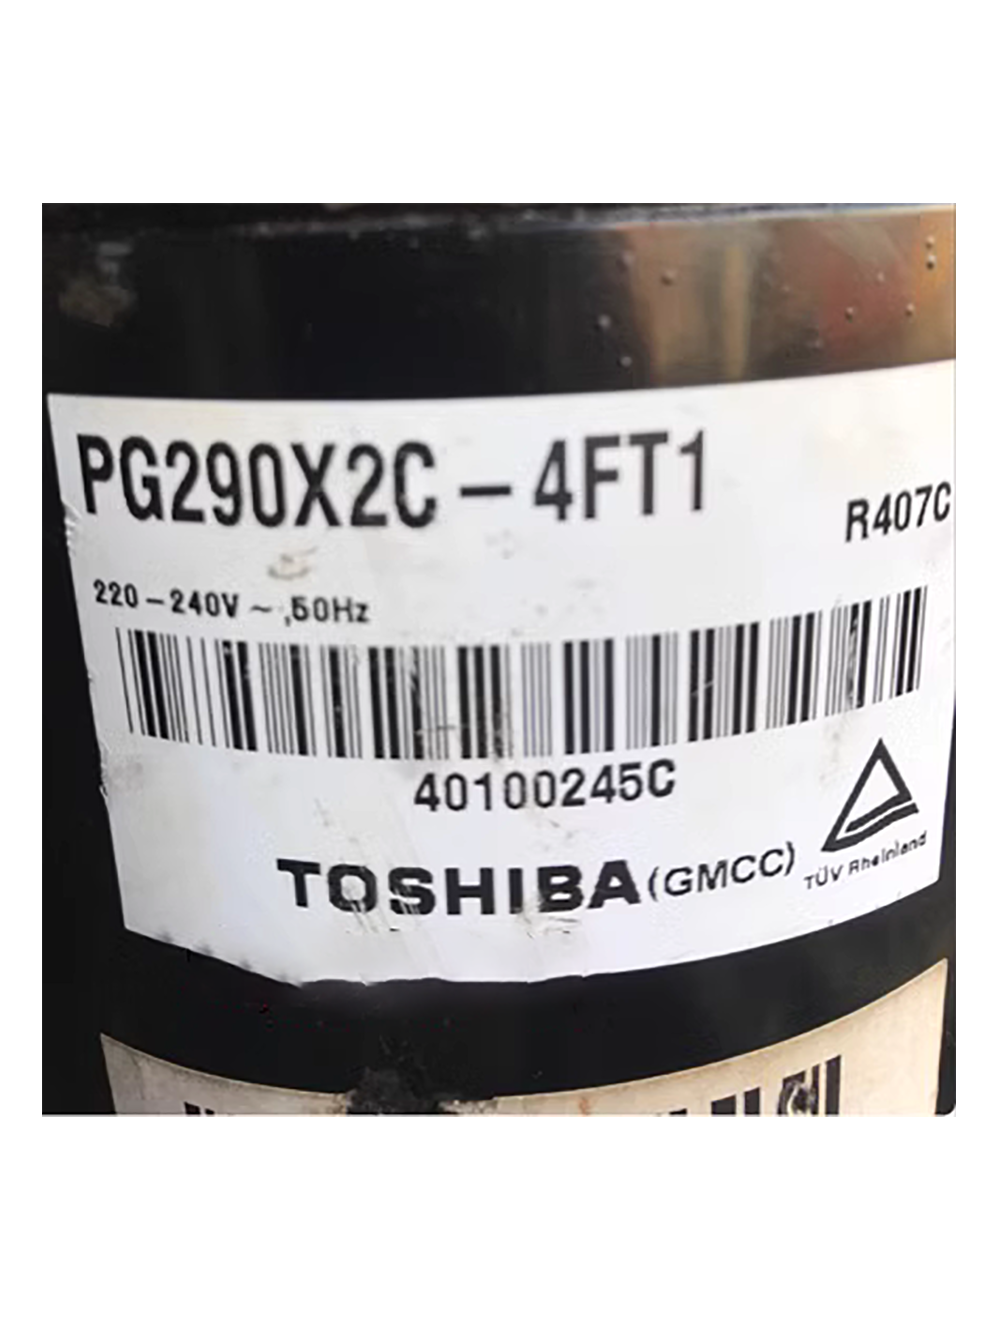 PG290X2C-4FT1
R407C
220-240V~,50Hz
40100245C
TOSHIBA(GMCC)
TÜV Rheinland